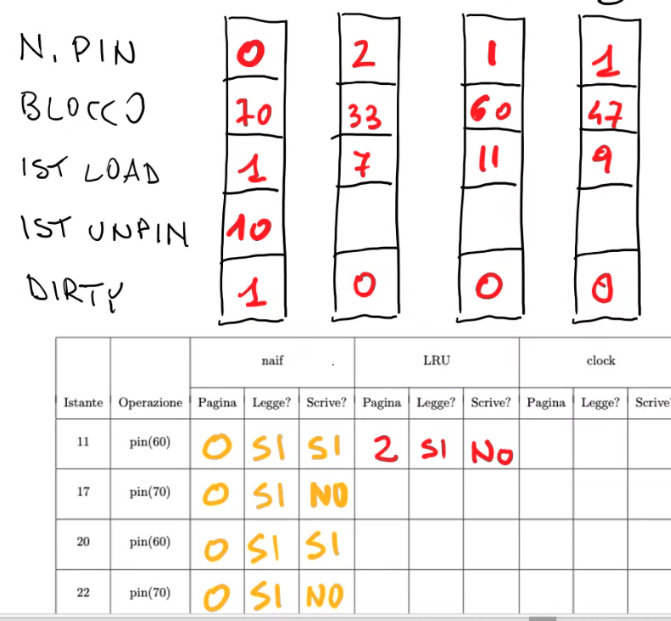 N. PIN 0 2 1 1
BLOCCO 70 33 60 47
IST LOAD 1 7 11 9
IST UNPIN 10
DIRTY 1 0 0 0
naif LRU clock
Istante Operazione Pagina Legge? Scrive? Pagina Legge? Scrive? Pagina Legge? Scrive
11 pin(60) 0 SI SI 2 SI NO
17 pin(70) 0 SI NO
20 pin(60) 0 SI SI
22 pin(70) 0 SI NO